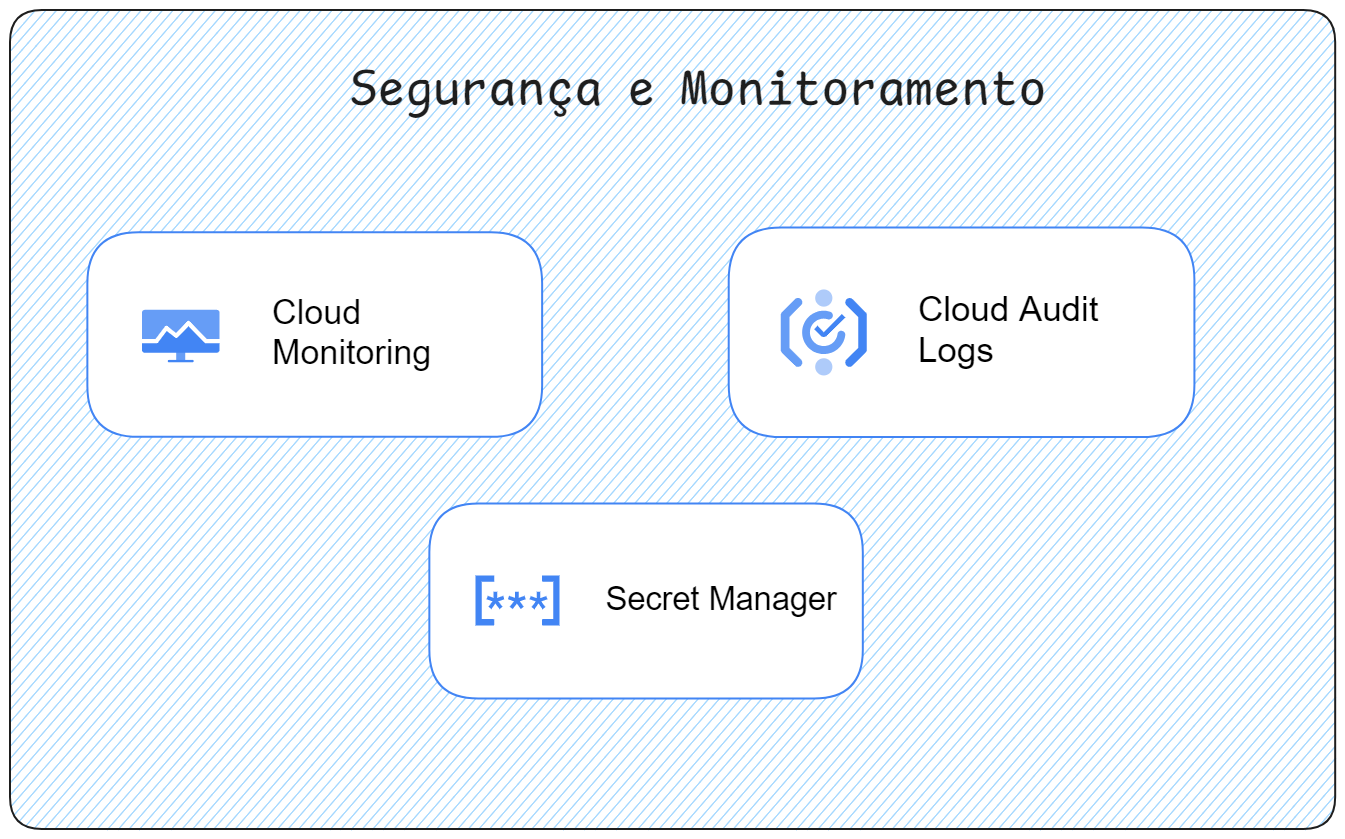 Segurança e Monitoramento
Cloud
Monitoring
Cloud Audit
Logs
[***]
Secret Manager